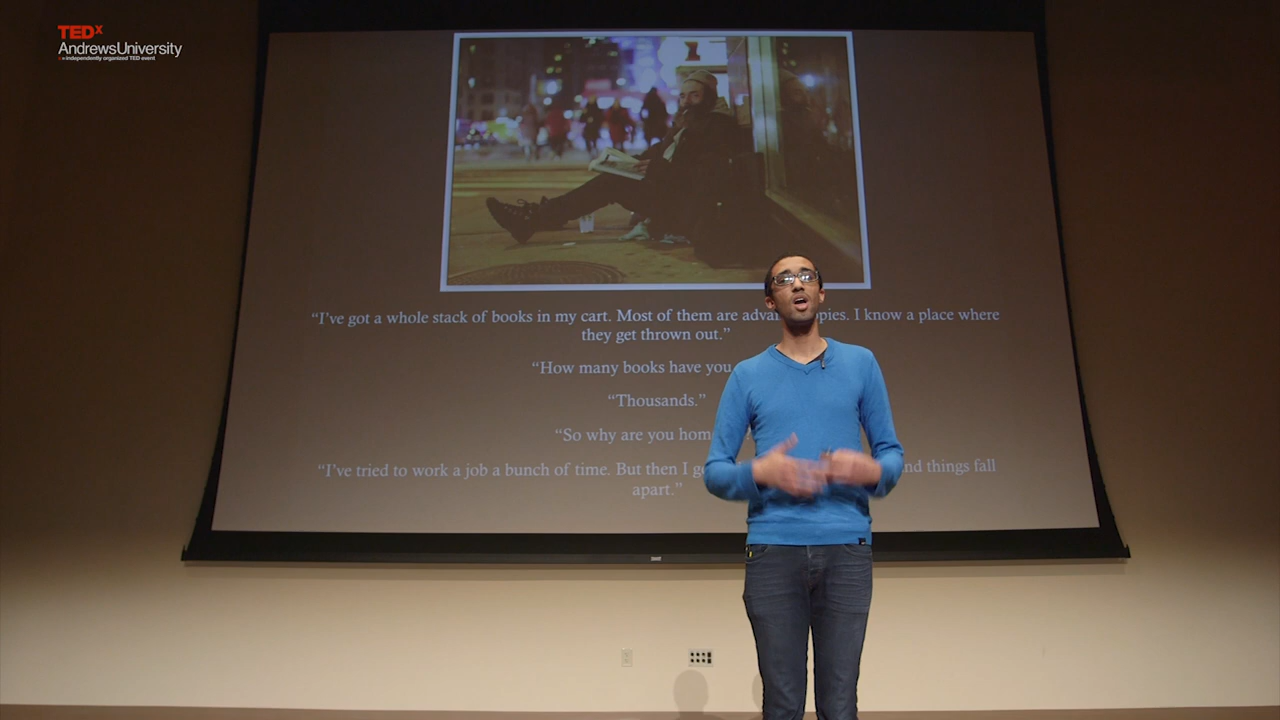 TEDx
AndrewsUniversity
x = independently organized TED event
“I’ve got a whole stack of books in my cart. Most of them are advan pies. I know a place where
they get thrown out.”
“How many books have you
“Thousands.”
“So why are you hom
“I’ve tried to work a job a bunch of time. But then I g nd things fall
apart.”